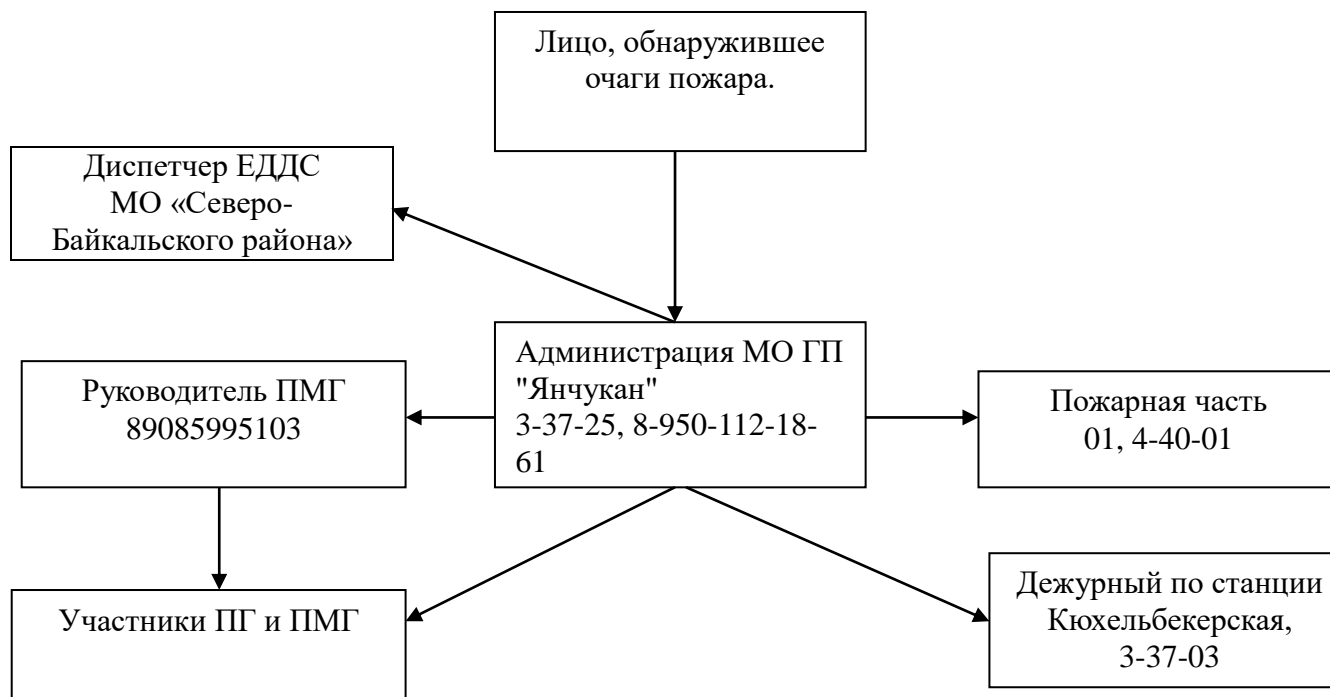 Лицо, обнаружившее
очаги пожара.
Диспетчер ЕДДС
МО «Северо-
Байкальского района»
Администрация МО ГП
"Янчукан"
3-37-25, 8-950-112-18-
61
Руководитель ПМГ
89085995103
Пожарная часть
01, 4-40-01
Участники ПГ и ПМГ
Дежурный по станции
Кюхельбекерская,
3-37-03